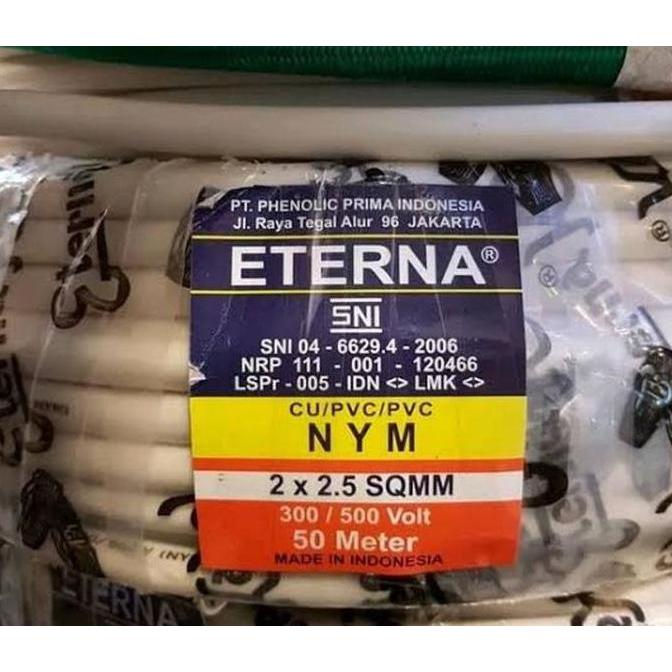 PT. PHENOLIC PRIMA INDONESIA
Jl. Raya Tegal Alur 96 JAKARTA
ETERNA®
SNI
SNI 04 - 6629.4 - 2006
NRP 111 - 001 - 120466
LSPr - 005 - IDN <> LMK <>
CU/PVC/PVC
NYM
2 x 2.5 SQMM
300 / 500 Volt
50 Meter
MADE IN INDONESIA
ETERNA